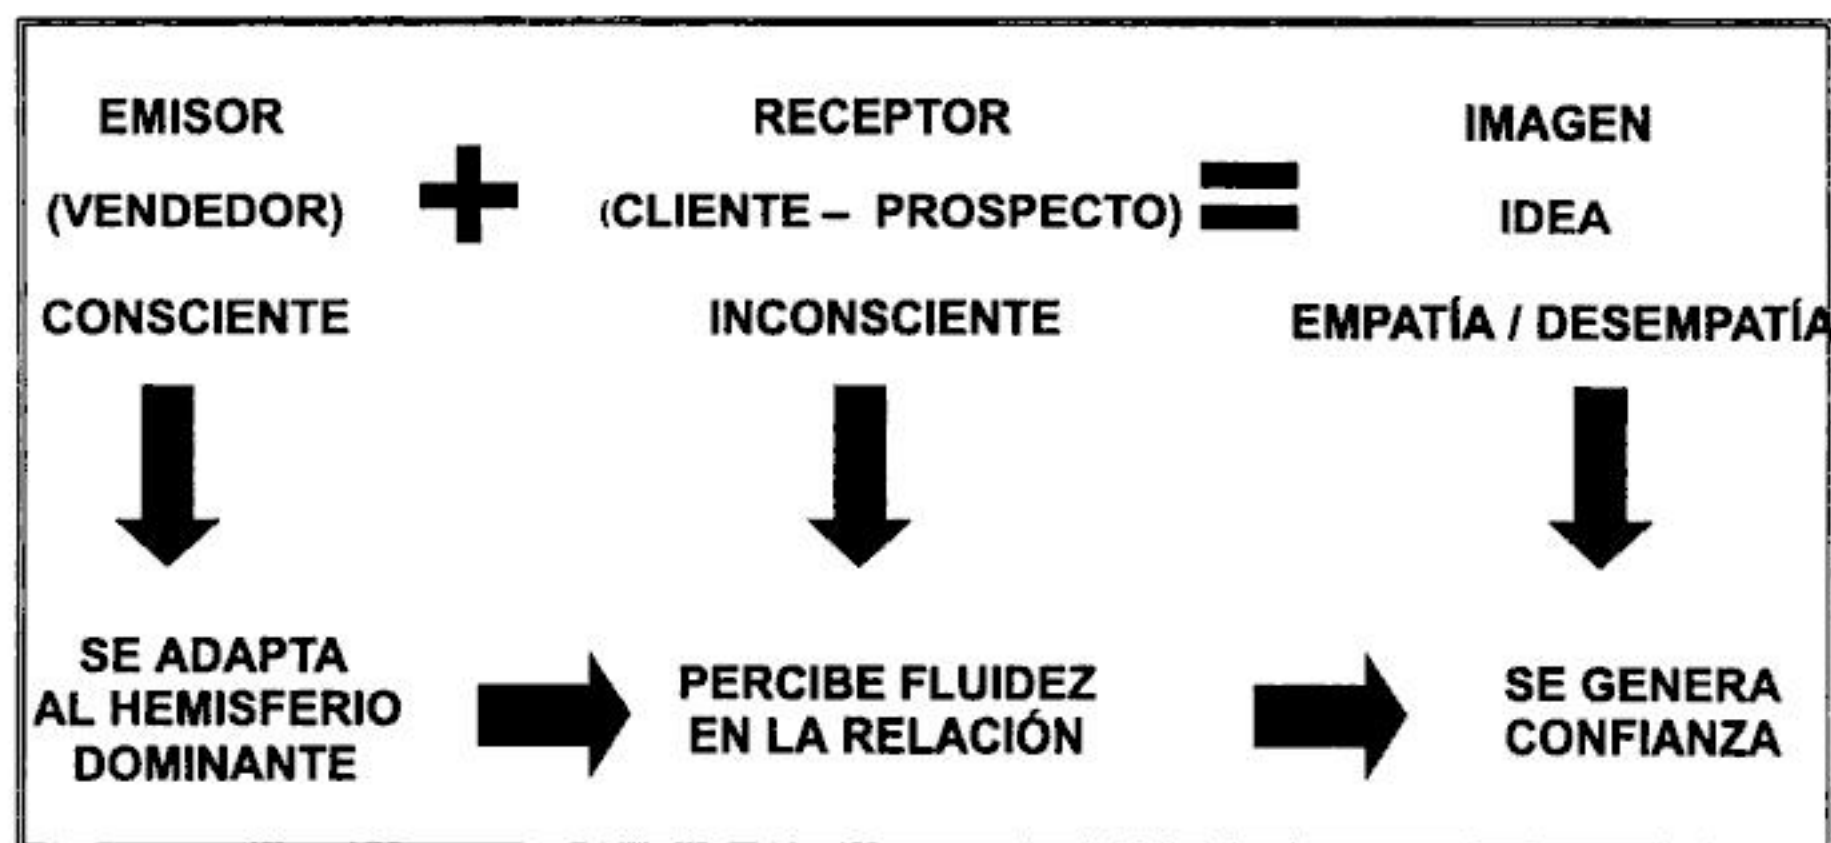 EMISOR
(VENDEDOR)
CONSCIENTE
+
RECEPTOR
(CLIENTE – PROSPECTO)
INCONSCIENTE
=
IMAGEN
IDEA
EMPATÍA / DESEMPATÍA
SE ADAPTA
AL HEMISFERIO
DOMINANTE
PERCIBE FLUIDEZ
EN LA RELACIÓN
SE GENERA
CONFIANZA